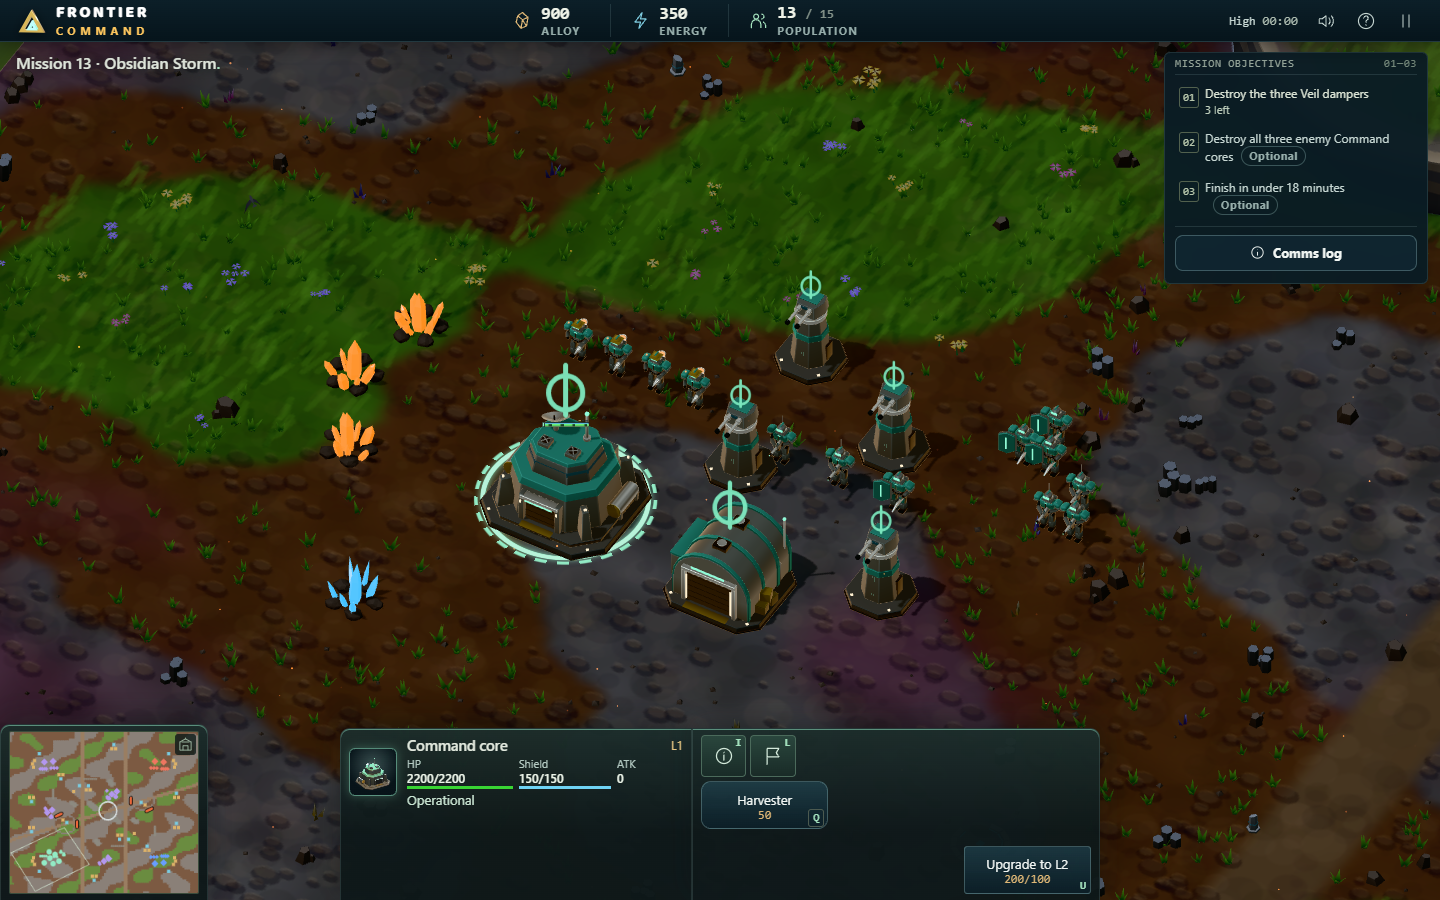 FRONTIER
COMMAND
900
ALLOY
350
ENERGY
13 / 15
POPULATION
High 00:00
Mission 13 · Obsidian Storm.
MISSION OBJECTIVES 01—03
01 Destroy the three Veil dampers
3 left
02 Destroy all three enemy Command
cores Optional
03 Finish in under 18 minutes
Optional
Comms log
Command core L1
HP Shield ATK
2200/2200 150/150 0
Operational
I L
Harvester
50
Q
Upgrade to L2
200/100
U